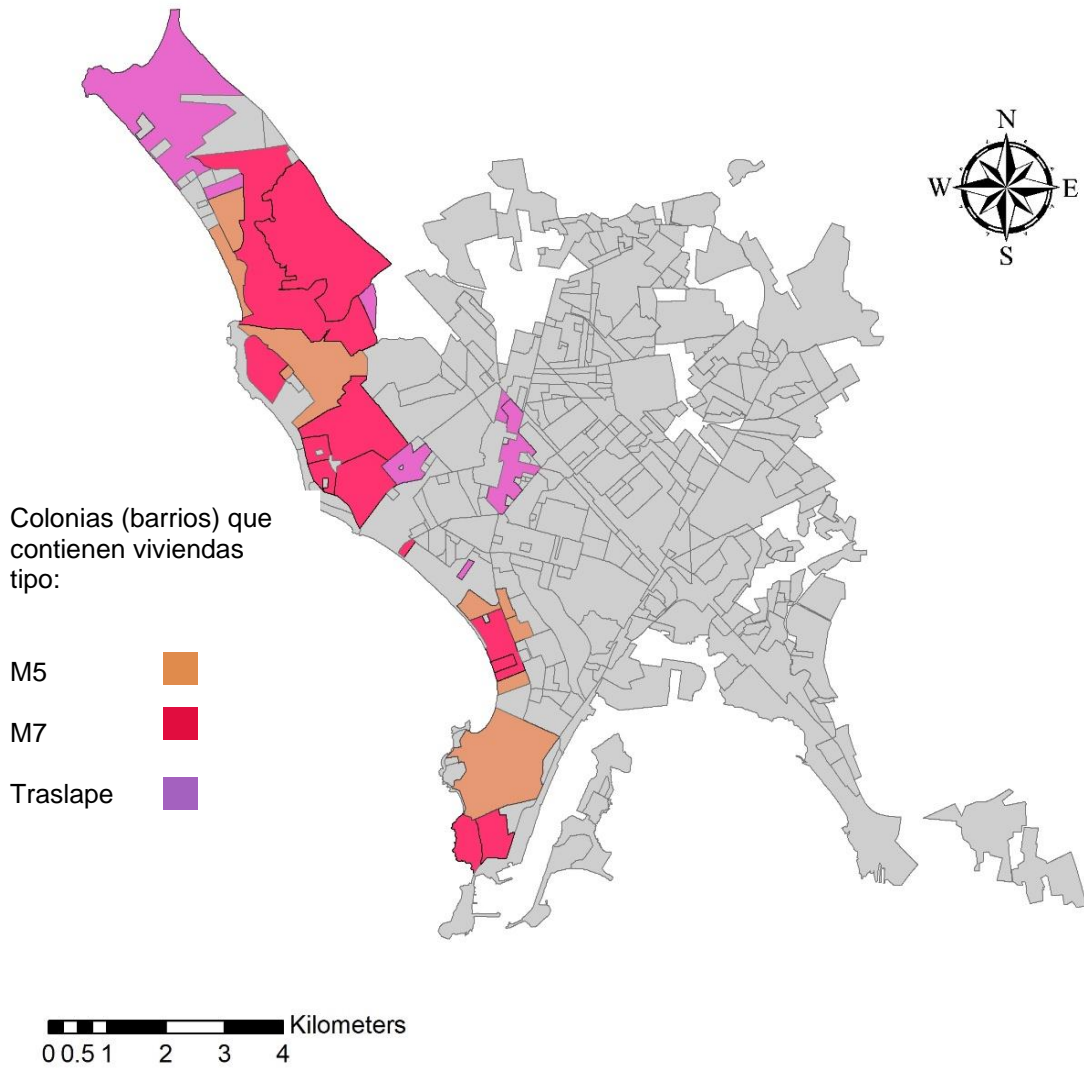 N
W E
S
Colonias (barrios) que
contienen viviendas
tipo:
M5
M7
Traslape
Kilometers
0 0.5 1 2 3 4